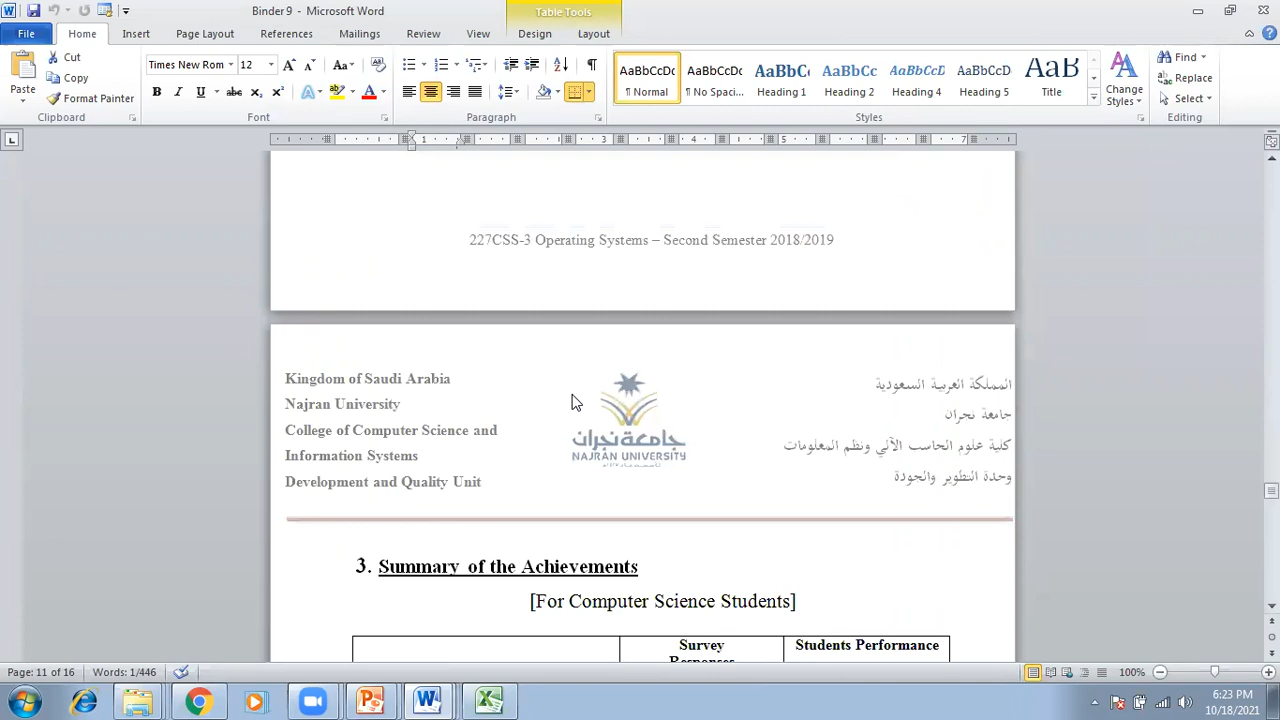 Binder 9 - Microsoft Word
Table Tools
File Home Insert Page Layout References Mailings Review View Design Layout
Paste
Cut
Copy
Format Painter
Clipboard
Times New Rom 12
Font
Paragraph
AaBbCcDc AaBbCcDc AaBbC AaBbCc AaBbCcD AaBbCcD AaB
¶ Normal ¶ No Spaci... Heading 1 Heading 2 Heading 4 Heading 5 Title
Change Styles
Styles
Find
Replace
Select
Editing
1 3 4 5 7
227CSS-3 Operating Systems – Second Semester 2018/2019
Kingdom of Saudi Arabia
Najran University
College of Computer Science and
Information Systems
Development and Quality Unit
جامعة نجران
NAJRAN UNIVERSITY
المملكة العربية السعودية
جامعة نجران
كلية علوم الحاسب الآلي ونظم المعلومات
وحدة التطوير والجودة
3. Summary of the Achievements
[For Computer Science Students]
Survey
Responses
Students Performance
Page: 11 of 16 Words: 1/446 100%
6:23 PM
10/18/2021